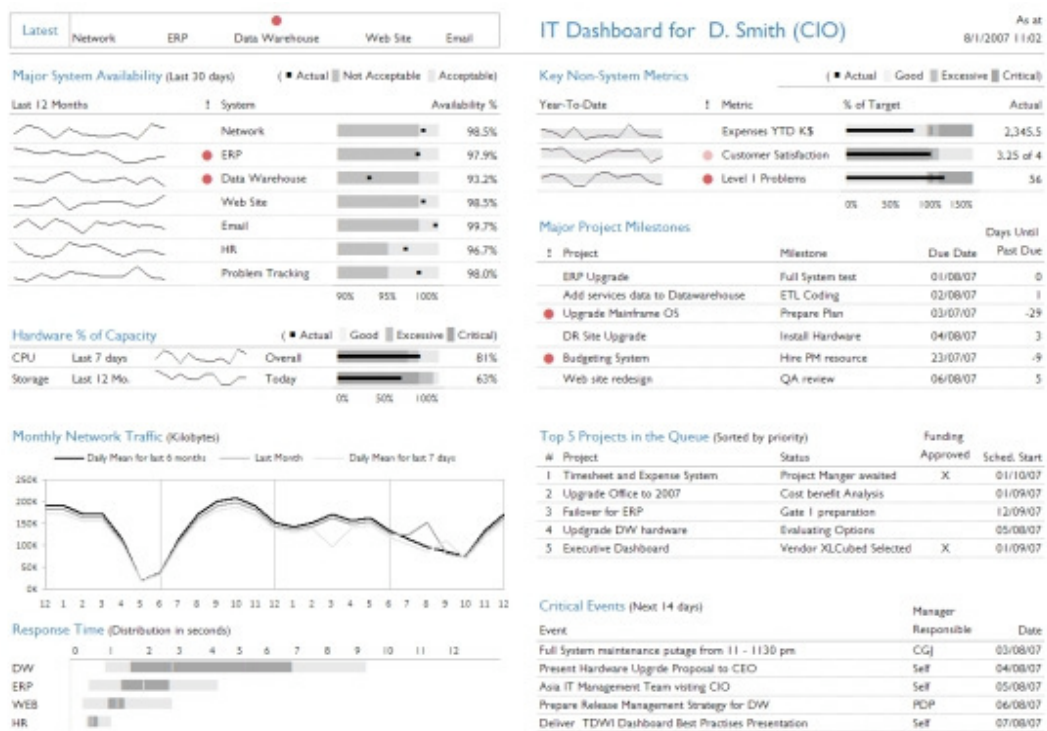 Latest Network ERP Data Warehouse Web Site Email
IT Dashboard for D. Smith (CIO)
As at
8/1/2007 11:02
Major System Availability (Last 30 days) ( Actual Not Acceptable Acceptable)
Last 12 Months ! System Availability %
Network 98.5%
ERP 97.9%
Data Warehouse 93.2%
Web Site 98.5%
Email 99.7%
HR 96.7%
Problem Tracking 98.0%
90% 95% 100%
Hardware % of Capacity ( Actual Good Excessive Critical)
CPU Last 7 days Overall 81%
Storage Last 12 Mo. Today 63%
0% 50% 100%
Monthly Network Traffic (Kilobytes)
Daily Mean for last 6 months Last Month Daily Mean for last 7 days
250K
200K
150K
100K
50K
0K
12 1 2 3 4 5 6 7 8 9 10 11 12 1 2 3 4 5 6 7 8 9 10 11 12
Response Time (Distribution in seconds)
0 1 2 3 4 5 6 7 8 9 10 11 12
DW
ERP
WEB
HR
Key Non-System Metrics ( Actual Good Excessive Critical)
Year-To-Date ! Metric % of Target Actual
Expenses YTD K$ 2,345.5
Customer Satisfaction 3.25 of 4
Level 1 Problems 56
0% 50% 100% 150%
Major Project Milestones
Days Until
! Project Milestone Due Date Past Due
ERP Upgrade Full System test 01/08/07 0
Add services data to Datawarehouse ETL Coding 02/08/07 1
Upgrade Mainframe OS Prepare Plan 03/07/07 -29
DR Site Upgrade Install Hardware 04/08/07 3
Budgeting System Hire PM resource 23/07/07 -9
Web site redesign QA review 06/08/07 5
Top 5 Projects in the Queue (Sorted by priority) Funding
# Project Status Approved Sched. Start
1 Timesheet and Expense System Project Manger awaited X 01/10/07
2 Upgrade Office to 2007 Cost benefit Analysis 01/09/07
3 Failover for ERP Gate 1 preparation 12/09/07
4 Updgrade DW hardware Evaluating Options 05/08/07
5 Executive Dashboard Vendor XLCubed Selected X 01/09/07
Critical Events (Next 14 days) Manager
Event Responsible Date
Full System maintenance putage from 11 - 1130 pm CGJ 03/08/07
Present Hardware Upgrde Proposal to CEO Self 04/08/07
Asia IT Management Team visting CIO Self 05/08/07
Prepare Release Management Strategy for DW PDP 06/08/07
Deliver TDWI Dashboard Best Practises Presentation Self 07/08/07